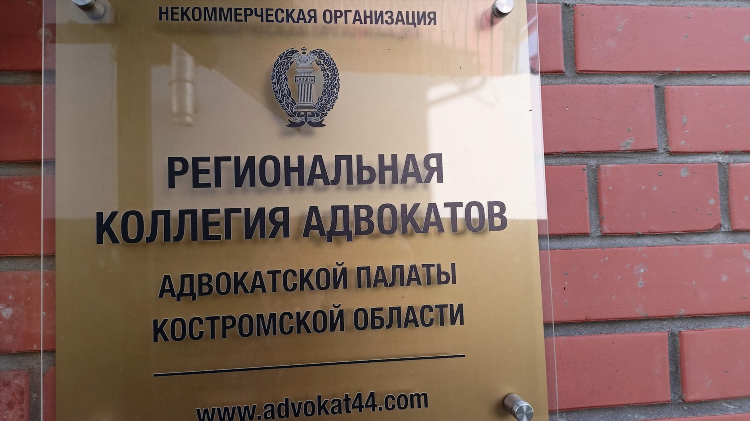 НЕКОММЕРЧЕСКАЯ ОРГАНИЗАЦИЯ
РЕГИОНАЛЬНАЯ
КОЛЛЕГИЯ АДВОКАТОВ
АДВОКАТСКОЙ ПАЛАТЫ
КОСТРОМСКОЙ ОБЛАСТИ
www.advokat44.com